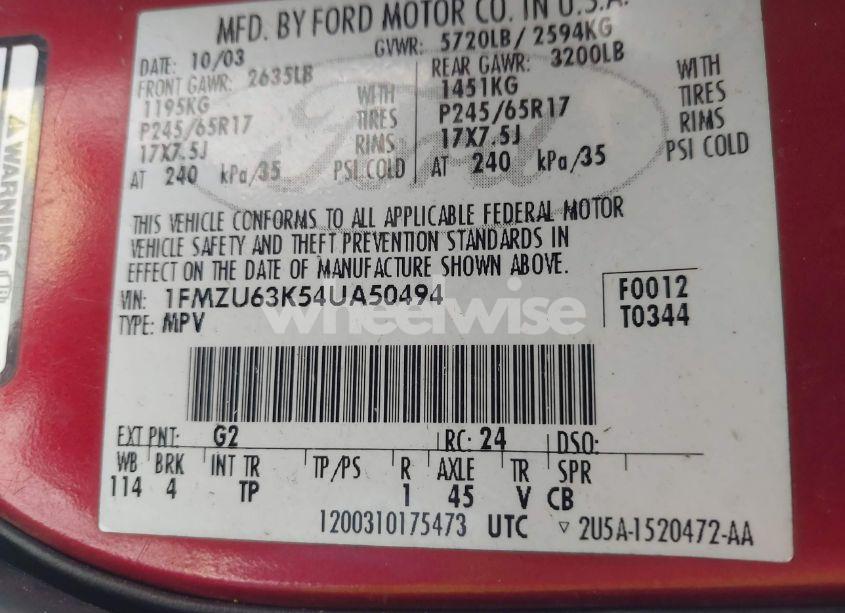 MFD. BY FORD MOTOR CO. IN U.S.A.
DATE: 10/03 GVWR: 5720LB/ 2594KG
FRONT GAWR: 2635LB REAR GAWR: 3200LB
1195KG WITH 1451KG WITH
P245/65R17 TIRES P245/65R17 TIRES
17X7.5J RIMS 17X7.5J RIMS
AT 240 kPa/35 PSI COLD AT 240 kPa/35 PSI COLD
Ford
THIS VEHICLE CONFORMS TO ALL APPLICABLE FEDERAL MOTOR
VEHICLE SAFETY AND THEFT PREVENTION STANDARDS IN
EFFECT ON THE DATE OF MANUFACTURE SHOWN ABOVE.
VIN: 1FMZU63K54UA50494 F0012
TYPE: MPV T0344
wheelwise
EXT PNT: G2 RC: 24 DSO:
WB BRK INT TR TP/PS R AXLE TR SPR
114 4 TP 1 45 V CB
1200310175473 UTC ▽ 2U5A-1520472-AA
WARNING